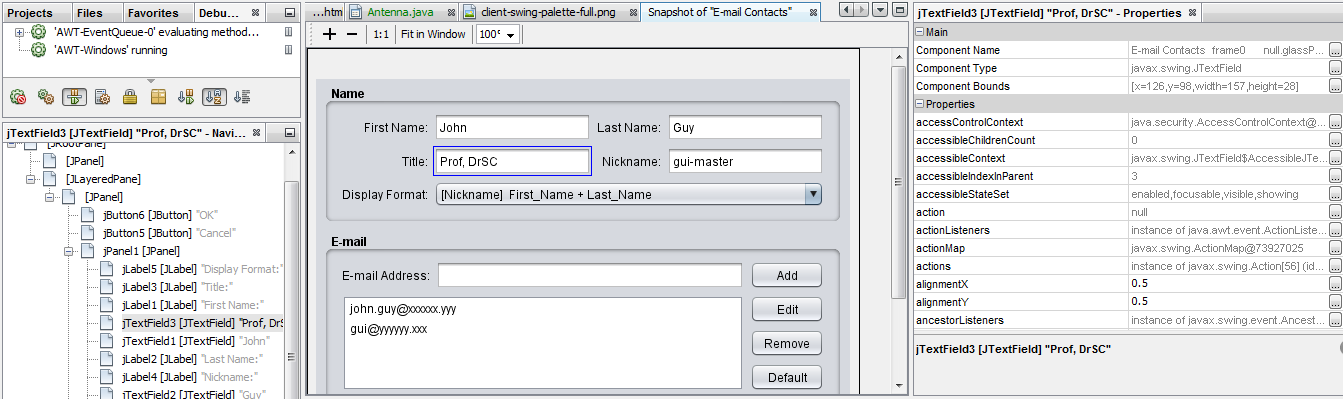 Projects Files Favorites Debu...
'AWT-EventQueue-0' evaluating method...
'AWT-Windows' running
jTextField3 [JTextField] "Prof, DrSC" - Navi...
JRootPane
[JPanel]
[JLayeredPane]
[JPanel]
jButton6 [JButton] "OK"
jButton5 [JButton] "Cancel"
jPanel1 [JPanel]
jLabel5 [JLabel] "Display Format:"
jLabel3 [JLabel] "Title:"
jLabel1 [JLabel] "First Name:"
jTextField3 [JTextField] "Prof, DrSC
jTextField1 [JTextField] "John"
jLabel2 [JLabel] "Last Name:"
jLabel4 [JLabel] "Nickname:"
jTextField2 [JTextField] "Guy"
...htm Antenna.java client-swing-palette-full.png Snapshot of "E-mail Contacts"
1:1 Fit in Window 100%
Name
First Name: John Last Name: Guy
Title: Prof, DrSC Nickname: gui-master
Display Format: [Nickname] First_Name + Last_Name
E-mail
E-mail Address: Add
john.guy@xxxxxx.yyy
gui@yyyyyy.xxx
Edit
Remove
Default
jTextField3 [JTextField] "Prof, DrSC" - Properties
Main
Component Name E-mail Contacts frame0 null.glassP...
Component Type javax.swing.JTextField
Component Bounds [x=126,y=98,width=157,height=28]
Properties
accessControlContext java.security.AccessControlContext@...
accessibleChildrenCount 0
accessibleContext javax.swing.JTextField$AccessibleJTe...
accessibleIndexInParent 3
accessibleStateSet enabled,focusable,visible,showing
action null
actionListeners instance of java.awt.event.ActionListe...
actionMap javax.swing.ActionMap@73927025
actions instance of javax.swing.Action[56] (id...
alignmentX 0.5
alignmentY 0.5
ancestorListeners instance of javax.swing.event.Ancest...
jTextField3 [JTextField] "Prof, DrSC"